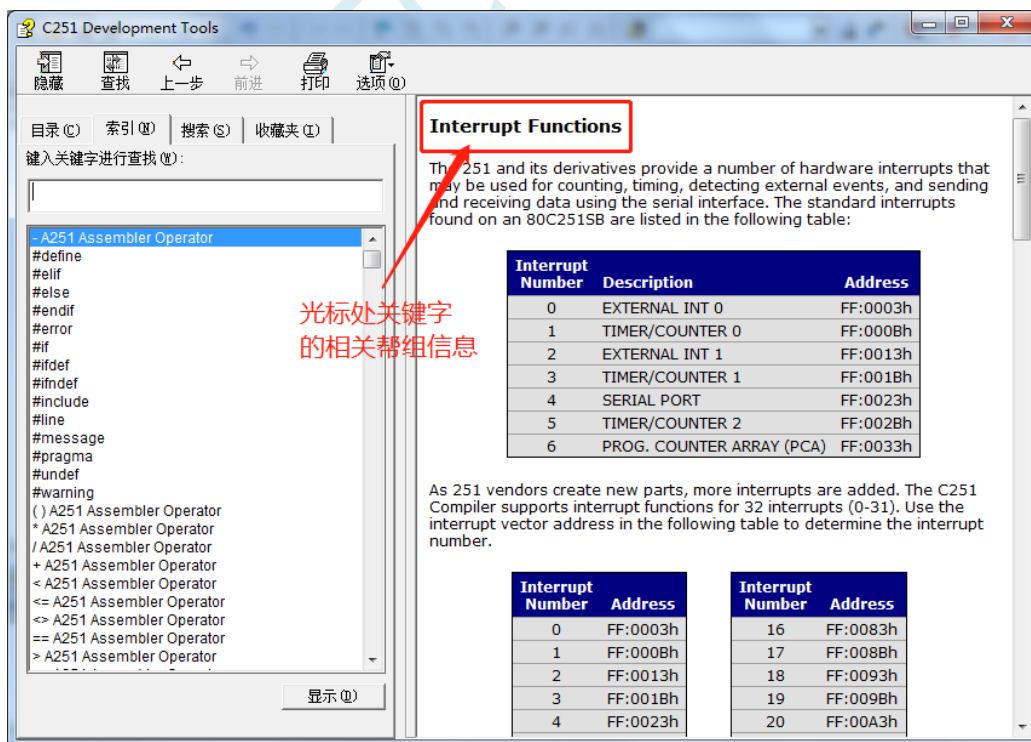 C251 Development Tools
隐藏 查找 上一步 前进 打印 选项(O)
目录(C) 索引(N) 搜索(S) 收藏夹(I)
键入关键字进行查找(W):
- A251 Assembler Operator
#define
#elif
#else
#endif
#error
#if
#ifdef
#ifndef
#include
#line
#message
#pragma
#undef
#warning
( ) A251 Assembler Operator
* A251 Assembler Operator
/ A251 Assembler Operator
+ A251 Assembler Operator
< A251 Assembler Operator
<= A251 Assembler Operator
<> A251 Assembler Operator
== A251 Assembler Operator
> A251 Assembler Operator
显示(D)
光标处关键字
的相关帮组信息
Interrupt Functions
The 251 and its derivatives provide a number of hardware interrupts that
may be used for counting, timing, detecting external events, and sending
and receiving data using the serial interface. The standard interrupts
found on an 80C251SB are listed in the following table:
Interrupt
Number Description Address
0 EXTERNAL INT 0 FF:0003h
1 TIMER/COUNTER 0 FF:000Bh
2 EXTERNAL INT 1 FF:0013h
3 TIMER/COUNTER 1 FF:001Bh
4 SERIAL PORT FF:0023h
5 TIMER/COUNTER 2 FF:002Bh
6 PROG. COUNTER ARRAY (PCA) FF:0033h
As 251 vendors create new parts, more interrupts are added. The C251
Compiler supports interrupt functions for 32 interrupts (0-31). Use the
interrupt vector address in the following table to determine the interrupt
number.
Interrupt
Number Address
0 FF:0003h
1 FF:000Bh
2 FF:0013h
3 FF:001Bh
4 FF:0023h
Interrupt
Number Address
16 FF:0083h
17 FF:008Bh
18 FF:0093h
19 FF:009Bh
20 FF:00A3h